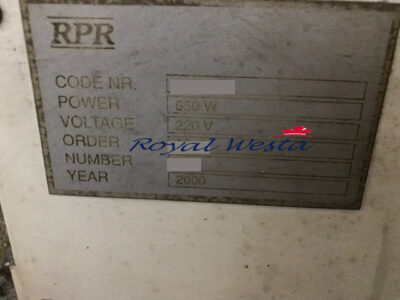 RPR
CODE NR.
POWER 650 W
VOLTAGE 220 V
ORDER
Royal Westa
NUMBER
YEAR 2000